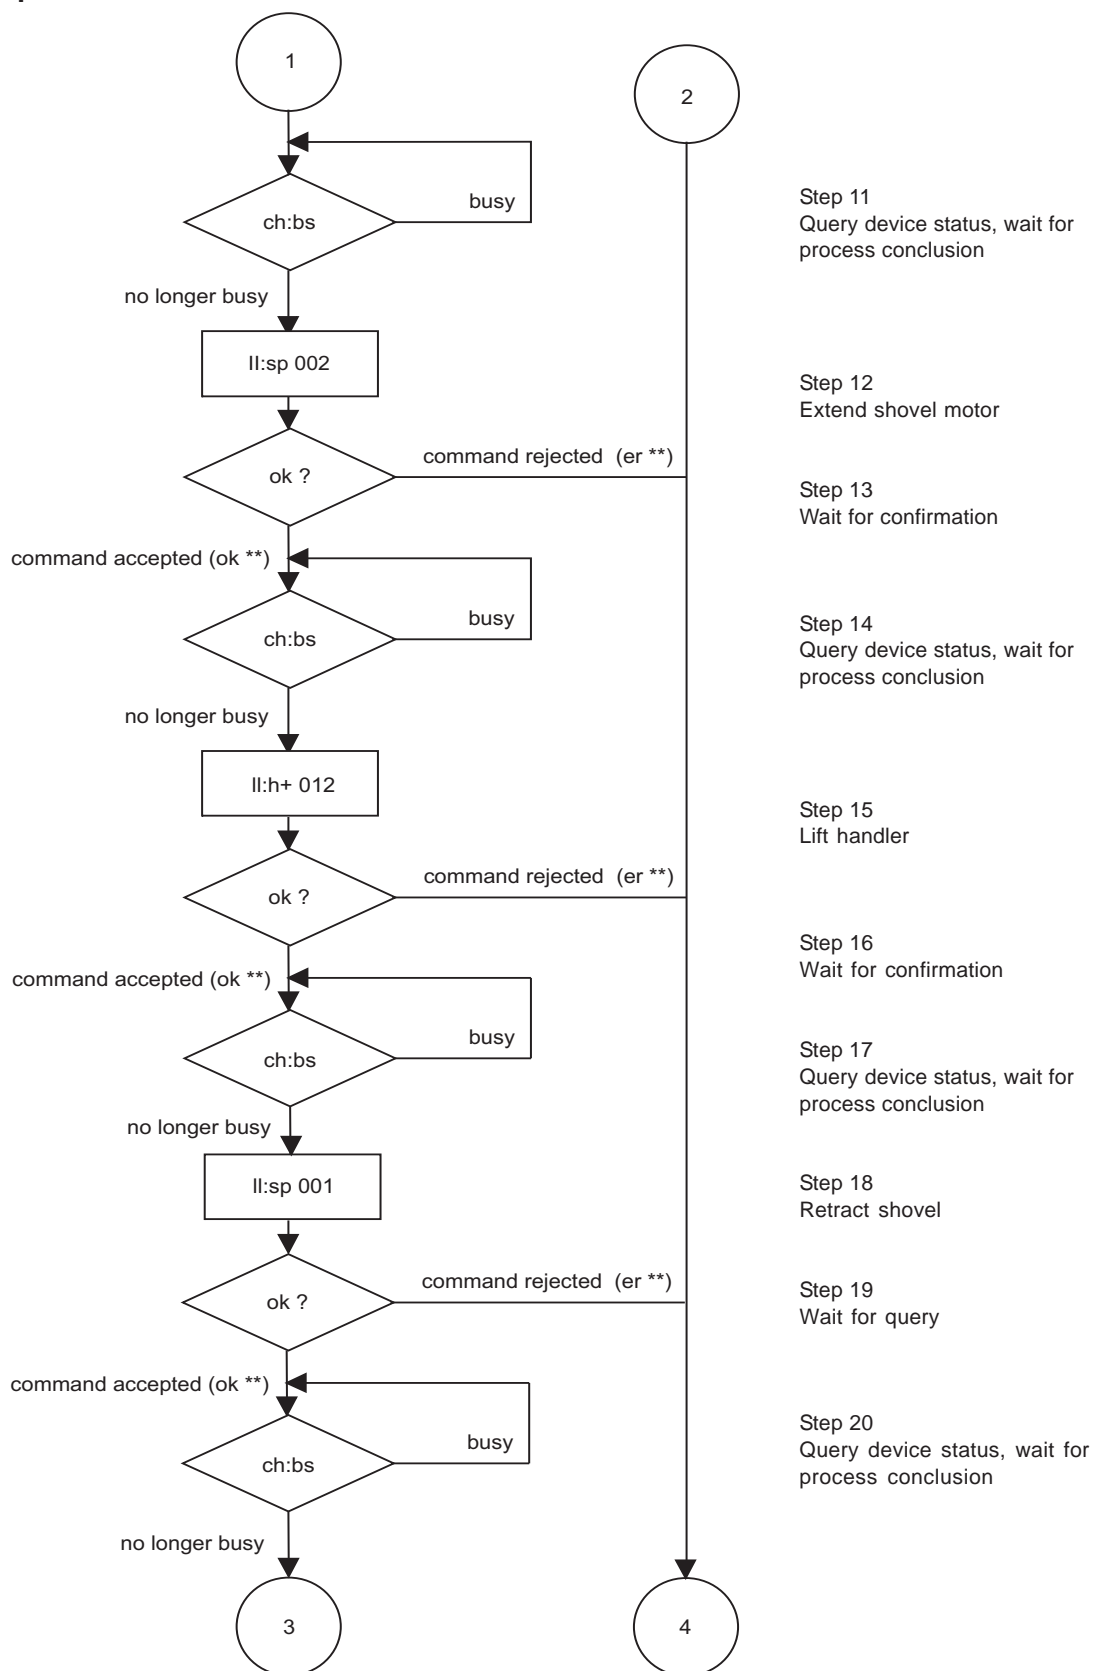 1
2
busy
ch:bs
Step 11
Query device status, wait for
process conclusion
no longer busy
ll:sp 002
Step 12
Extend shovel motor
command rejected (er **)
ok ?
Step 13
Wait for confirmation
command accepted (ok **)
busy
ch:bs
Step 14
Query device status, wait for
process conclusion
no longer busy
ll:h+ 012
Step 15
Lift handler
command rejected (er **)
ok ?
Step 16
Wait for confirmation
command accepted (ok **)
busy
ch:bs
Step 17
Query device status, wait for
process conclusion
no longer busy
ll:sp 001
Step 18
Retract shovel
command rejected (er **)
ok ?
Step 19
Wait for query
command accepted (ok **)
busy
ch:bs
Step 20
Query device status, wait for
process conclusion
no longer busy
3
4